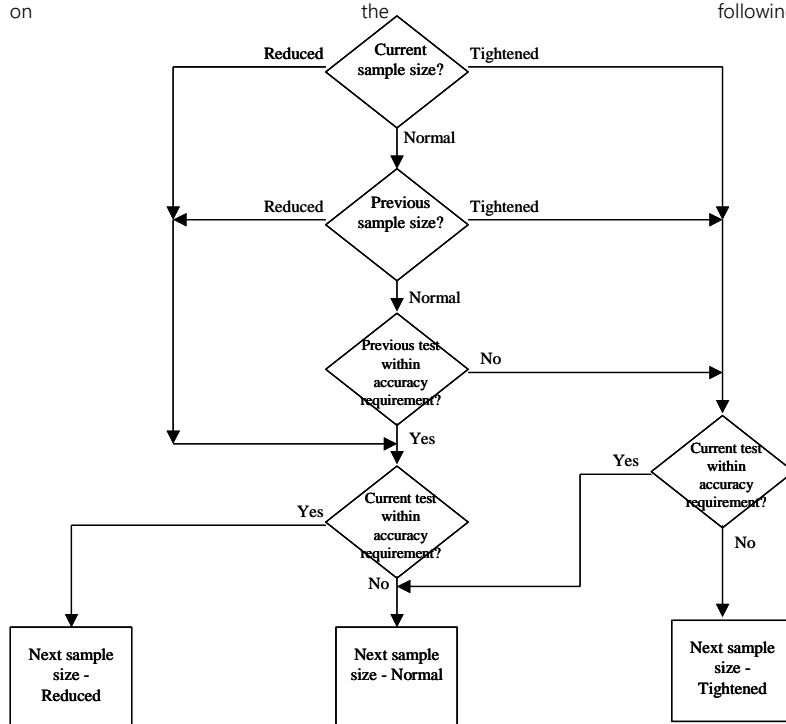 on the following
Current
sample size?
Reduced
Tightened
Normal
Previous
sample size?
Reduced
Tightened
Normal
Previous test
within
accuracy
requirement?
No
Yes
Current test
within
accuracy
requirement?
Yes
No
Current test
within
accuracy
requirement?
Yes
No
Next sample
size -
Reduced
Next sample
size - Normal
Next sample
size -
Tightened